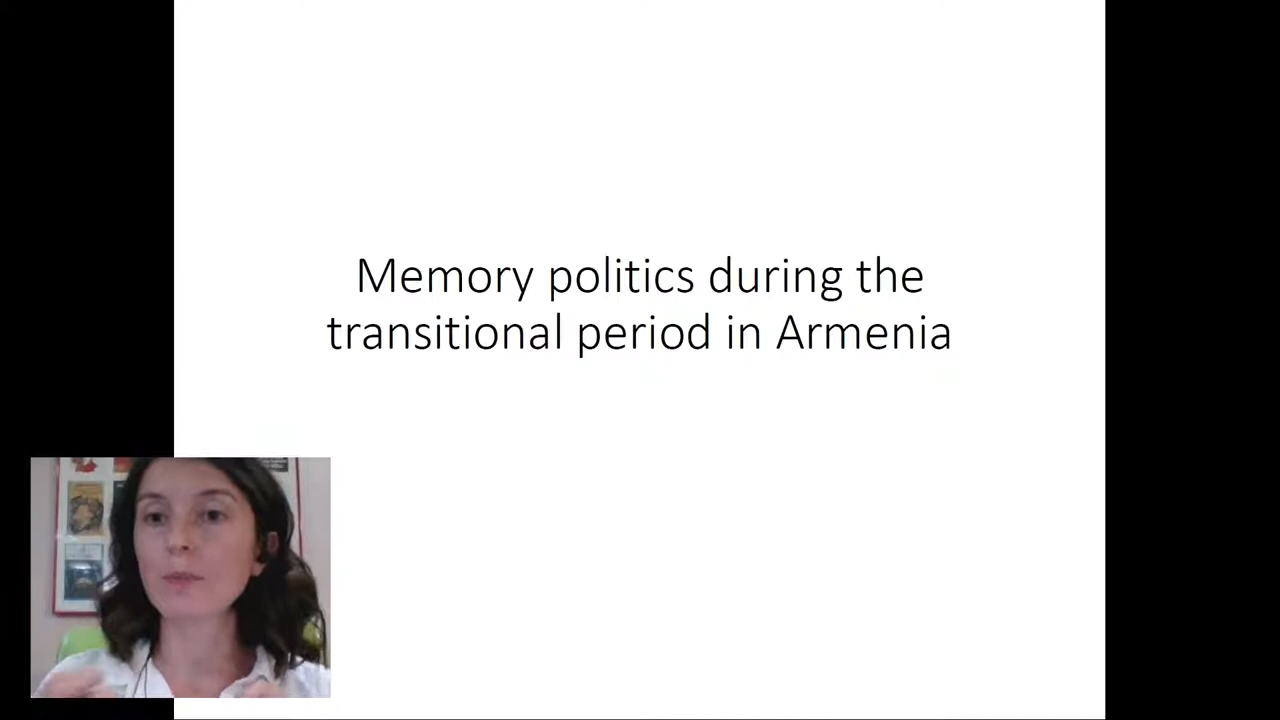 Memory politics during the
transitional period in Armenia